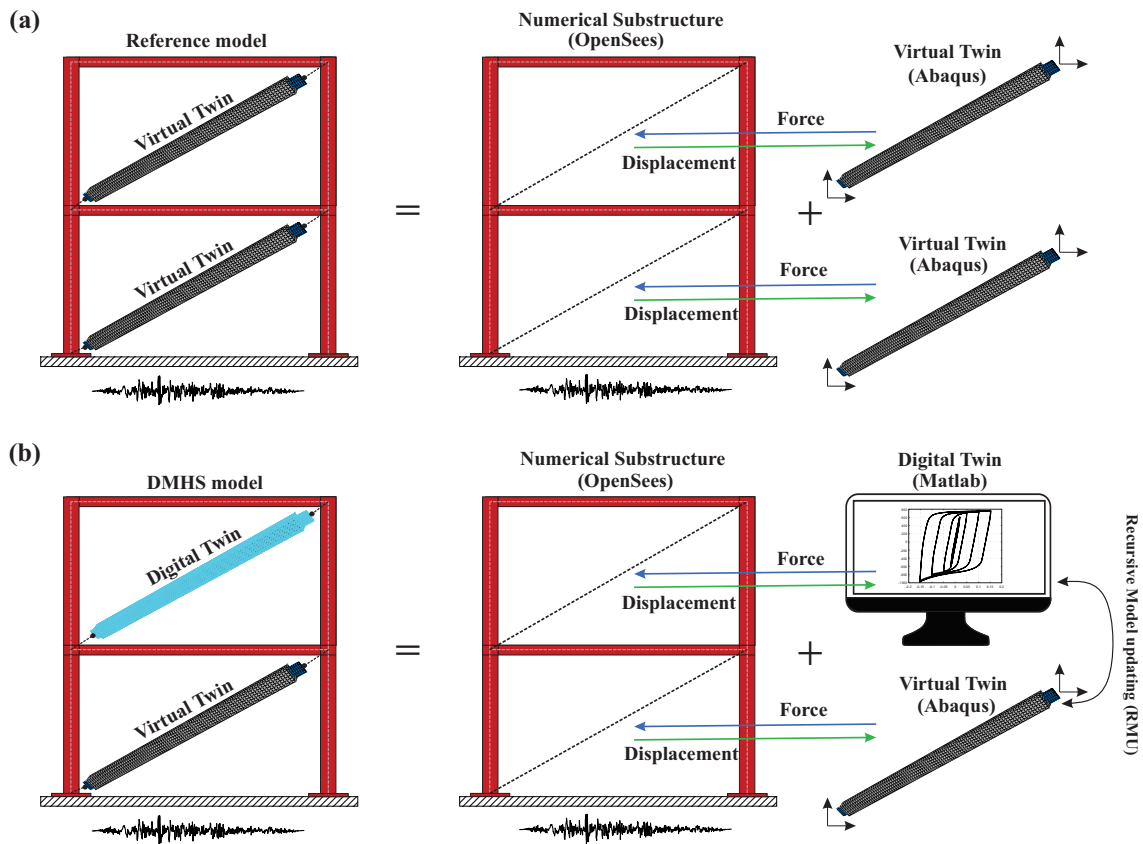 (a)
Reference model
Virtual Twin
Virtual Twin
=
Numerical Substructure
(OpenSees)
Force
Displacement
Force
Displacement
+
Virtual Twin
(Abaqus)
Virtual Twin
(Abaqus)
(b)
DMHS model
Digital Twin
Virtual Twin
=
Numerical Substructure
(OpenSees)
Force
Displacement
Force
Displacement
+
Digital Twin
(Matlab)
Virtual Twin
(Abaqus)
Recursive Model updating (RMU)